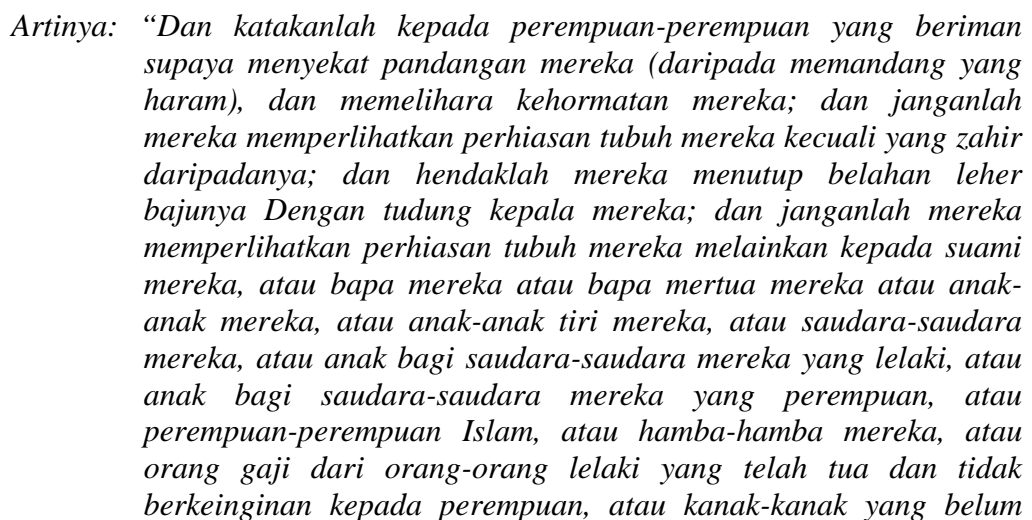 Artinya: “Dan katakanlah kepada perempuan-perempuan yang beriman
supaya menyekat pandangan mereka (daripada memandang yang
haram), dan memelihara kehormatan mereka; dan janganlah
mereka memperlihatkan perhiasan tubuh mereka kecuali yang zahir
daripadanya; dan hendaklah mereka menutup belahan leher
bajunya Dengan tudung kepala mereka; dan janganlah mereka
memperlihatkan perhiasan tubuh mereka melainkan kepada suami
mereka, atau bapa mereka atau bapa mertua mereka atau anak-
anak mereka, atau anak-anak tiri mereka, atau saudara-saudara
mereka, atau anak bagi saudara-saudara mereka yang lelaki, atau
anak bagi saudara-saudara mereka yang perempuan, atau
perempuan-perempuan Islam, atau hamba-hamba mereka, atau
orang gaji dari orang-orang lelaki yang telah tua dan tidak
berkeinginan kepada perempuan, atau kanak-kanak yang belum